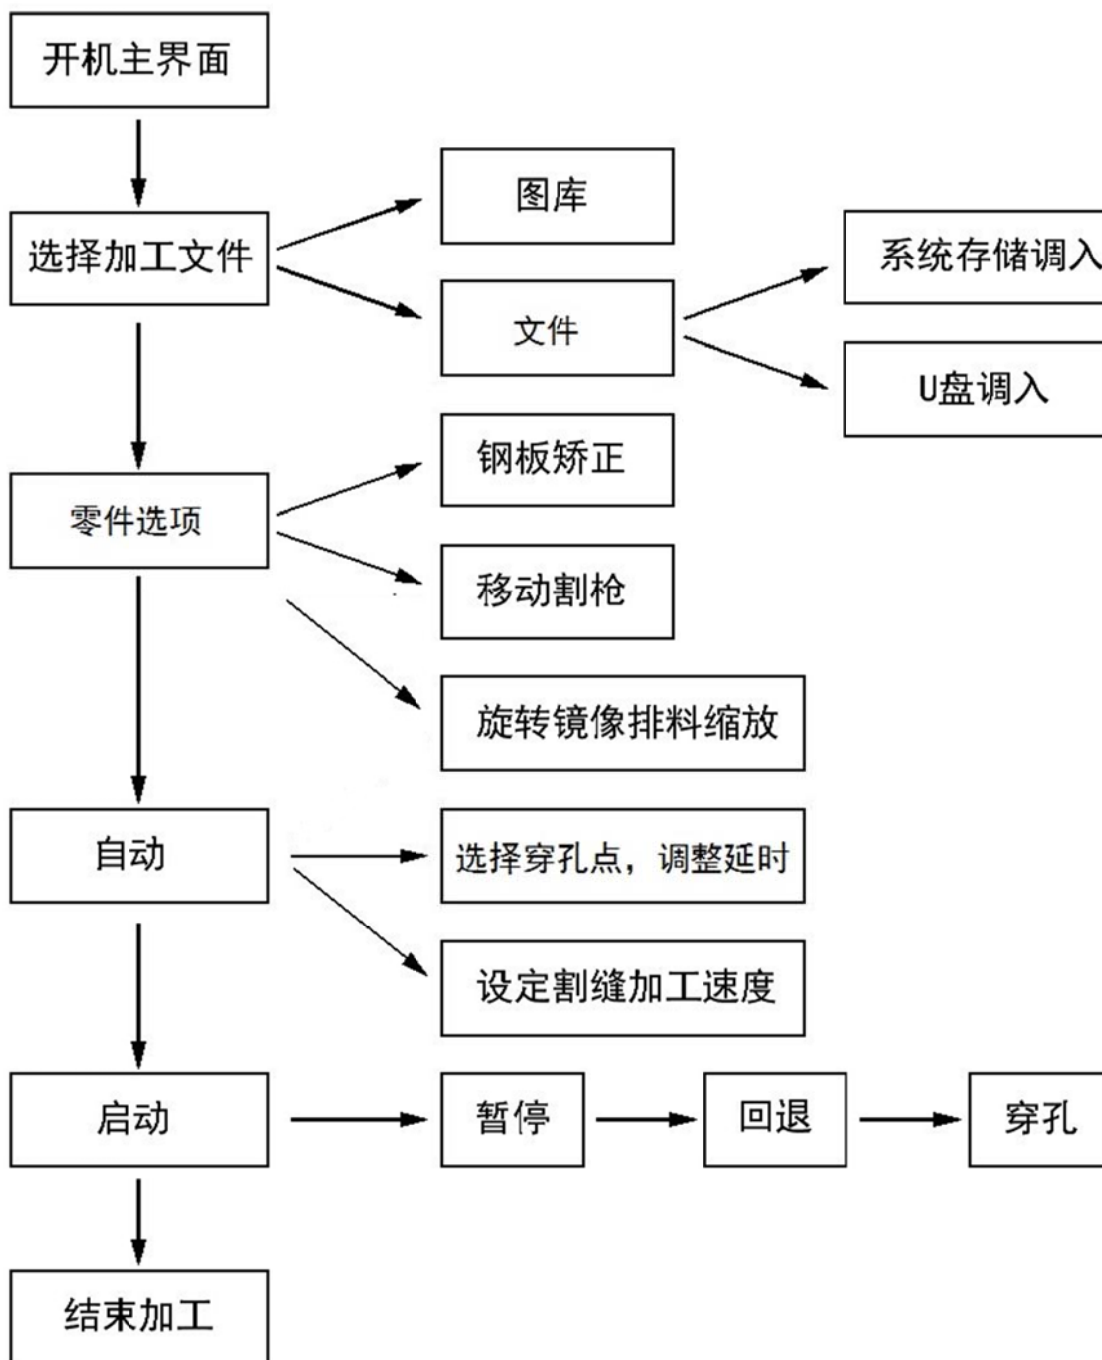 开机主界面
图库
选择加工文件
系统存储调入
文件
U盘调入
钢板矫正
零件选项
移动割枪
旋转镜像排料缩放
自动
选择穿孔点，调整延时
设定割缝加工速度
启动
暂停
回退
穿孔
结束加工